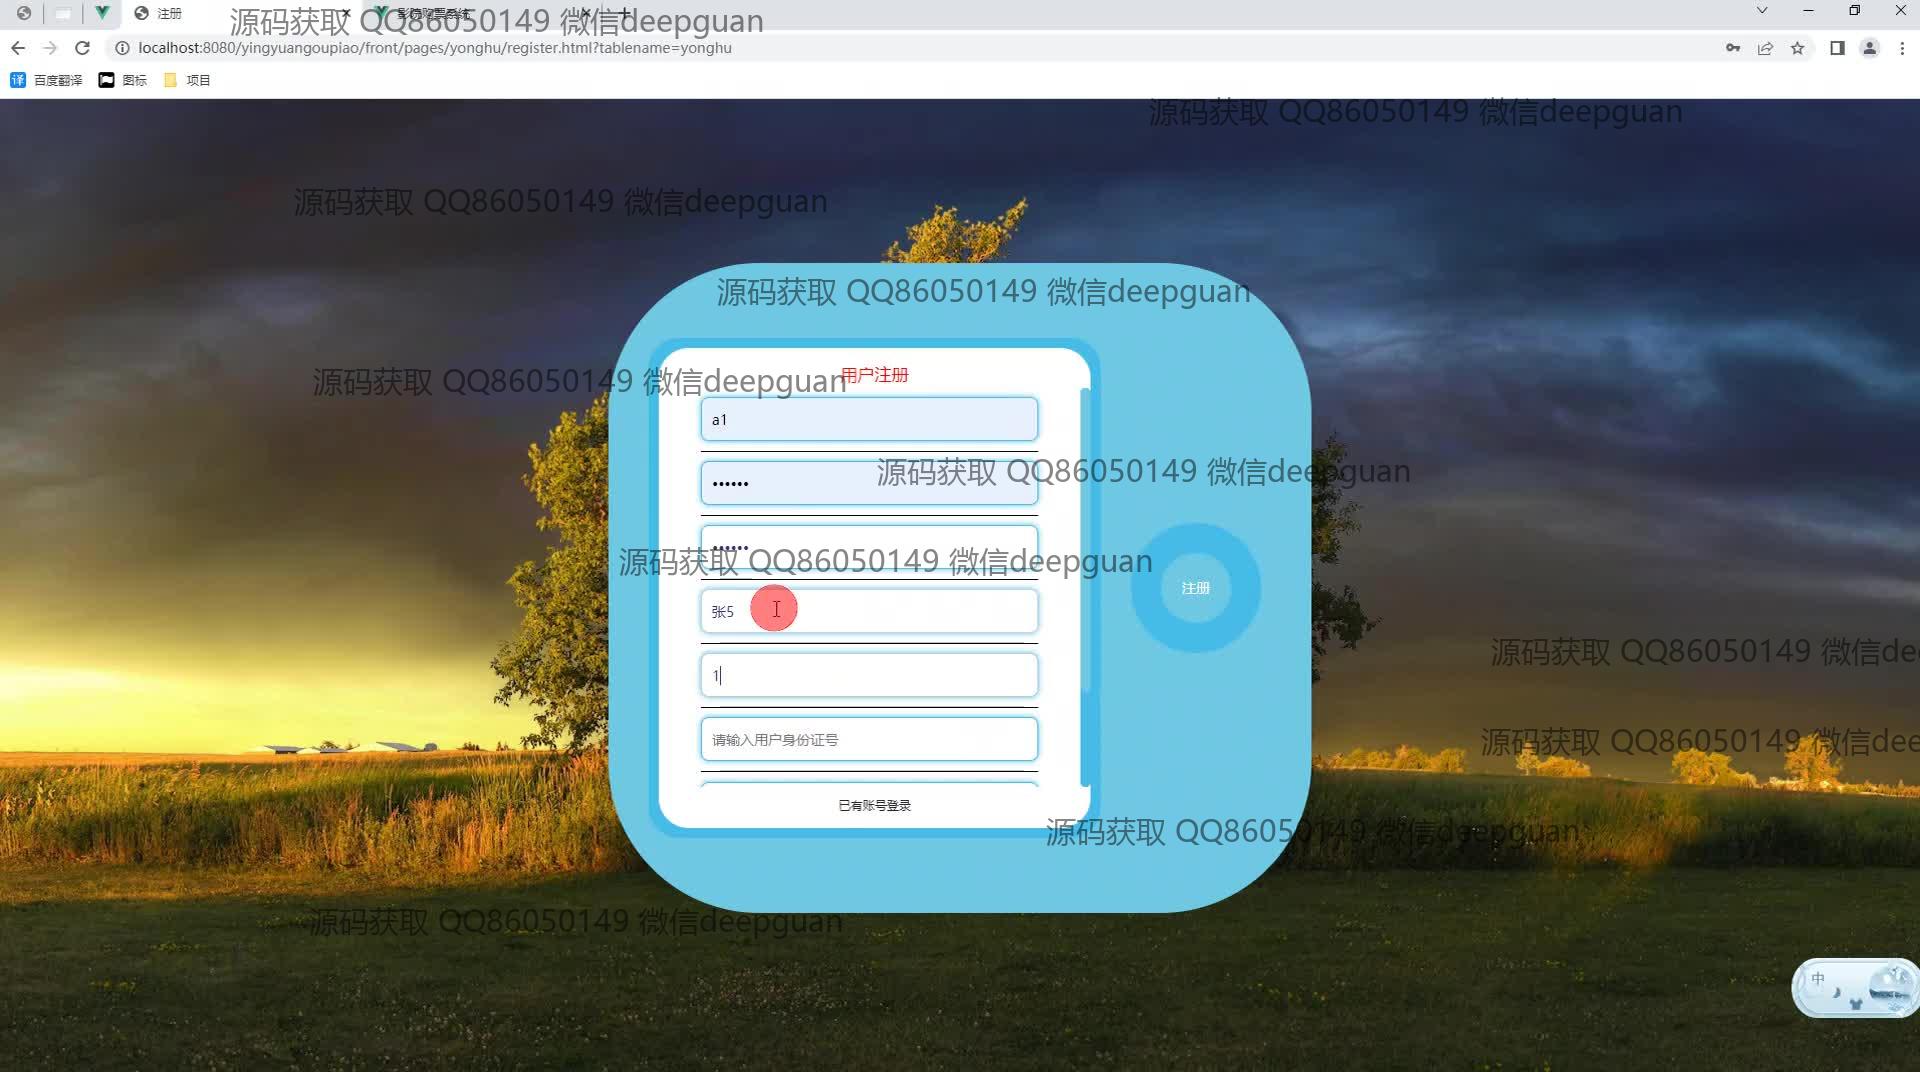 注册
影院购票系统
源码获取 QQ86050149 微信deepguan
localhost:8080/yingyuangoupiao/front/pages/yonghu/register.html?tablename=yonghu
译 百度翻译 图标 项目
源码获取 QQ86050149 微信deepguan
源码获取 QQ86050149 微信deepguan
源码获取 QQ86050149 微信deepguan
用户注册
源码获取 QQ86050149 微信deepguan
a1
源码获取 QQ86050149 微信deepguan
••••••
••••••
源码获取 QQ86050149 微信deepguan
注册
张5
源码获取 QQ86050149 微信de
1
请输入用户身份证号
源码获取 QQ86050149 微信dee
已有账号登录
源码获取 QQ86050149 微信deepguan
源码获取 QQ86050149 微信deepguan
中